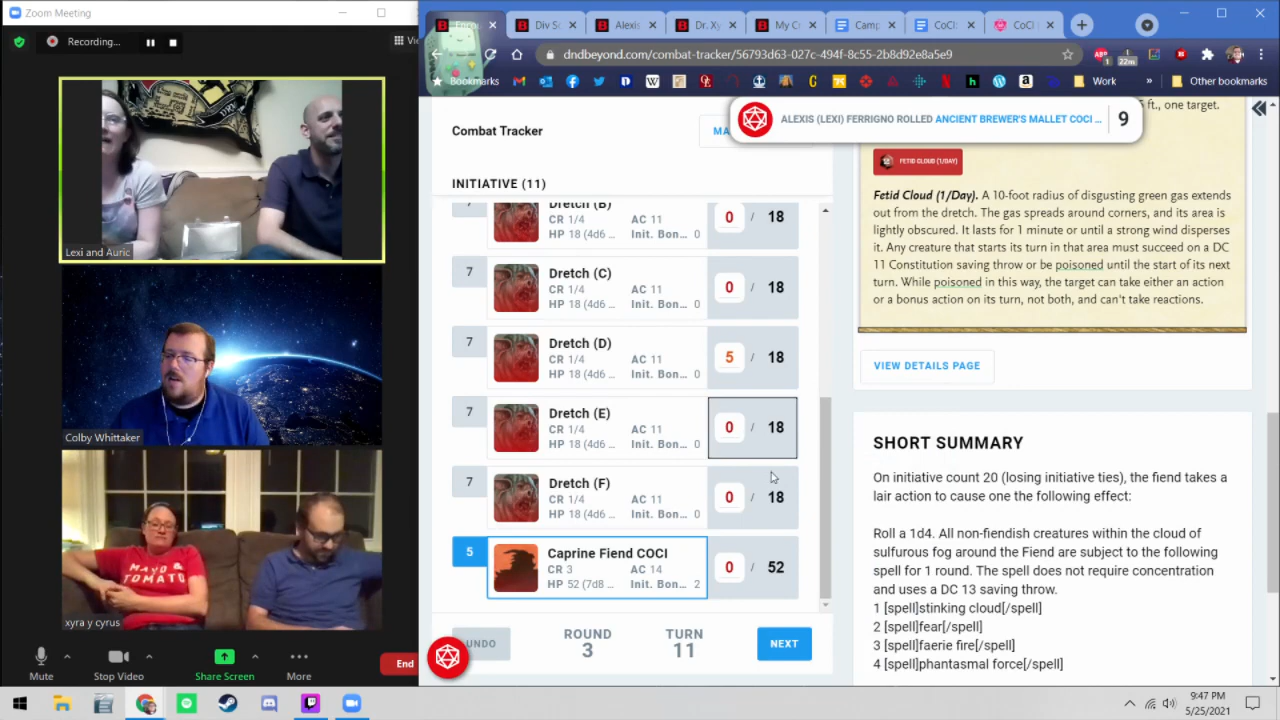 Zoom Meeting
Recording...
Vi
Lexi and Auric
Colby Whittaker
MAYO &
TOMATO
xyra y cyrus
Mute
Stop Video
Share Screen
More
End
Div S
Alexis
Dr. X
My C
Camp
CoCI
CoCI
dndbeyond.com/combat-tracker/56793d63-027c-494f-8c55-2b8d92e8a5e9
22m
Bookmarks
Work
»
Other bookmarks
Combat Tracker
MA
ALEXIS (LEXI) FERRIGNO ROLLED ANCIENT BREWER'S MALLET COCI ...
9
INITIATIVE (11)
7
Dretch (B)
CR 1/4 AC 11
HP 18 (4d6 ... Init. Bon... 0
0 / 18
7
Dretch (C)
CR 1/4 AC 11
HP 18 (4d6 ... Init. Bon... 0
0 / 18
7
Dretch (D)
CR 1/4 AC 11
HP 18 (4d6 ... Init. Bon... 0
5 / 18
7
Dretch (E)
CR 1/4 AC 11
HP 18 (4d6 ... Init. Bon... 0
0 / 18
7
Dretch (F)
CR 1/4 AC 11
HP 18 (4d6 ... Init. Bon... 0
0 / 18
5
Caprine Fiend COCI
CR 3 AC 14
HP 52 (7d8 ... Init. Bon... 2
0 / 52
UNDO
ROUND
3
TURN
11
NEXT
ft., one target.
FETID CLOUD (1/DAY)
Fetid Cloud (1/Day). A 10-foot radius of disgusting green gas extends
out from the dretch. The gas spreads around corners, and its area is
lightly obscured. It lasts for 1 minute or until a strong wind disperses
it. Any creature that starts its turn in that area must succeed on a DC
11 Constitution saving throw or be poisoned until the start of its next
turn. While poisoned in this way, the target can take either an action
or a bonus action on its turn, not both, and can't take reactions.
VIEW DETAILS PAGE
SHORT SUMMARY
On initiative count 20 (losing initiative ties), the fiend takes a
lair action to cause one the following effect:
Roll a 1d4. All non-fiendish creatures within the cloud of
sulfurous fog around the Fiend are subject to the following
spell for 1 round. The spell does not require concentration
and uses a DC 13 saving throw.
1 [spell]stinking cloud[/spell]
2 [spell]fear[/spell]
3 [spell]faerie fire[/spell]
4 [spell]phantasmal force[/spell]
9:47 PM
5/25/2021